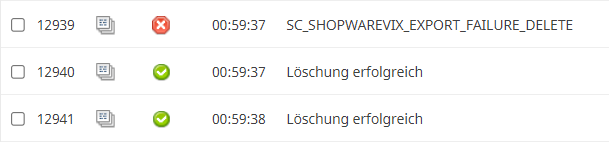 12939 00:59:37 SC_SHOPWAREVIX_EXPORT_FAILURE_DELETE
12940 00:59:37 Löschung erfolgreich
12941 00:59:38 Löschung erfolgreich